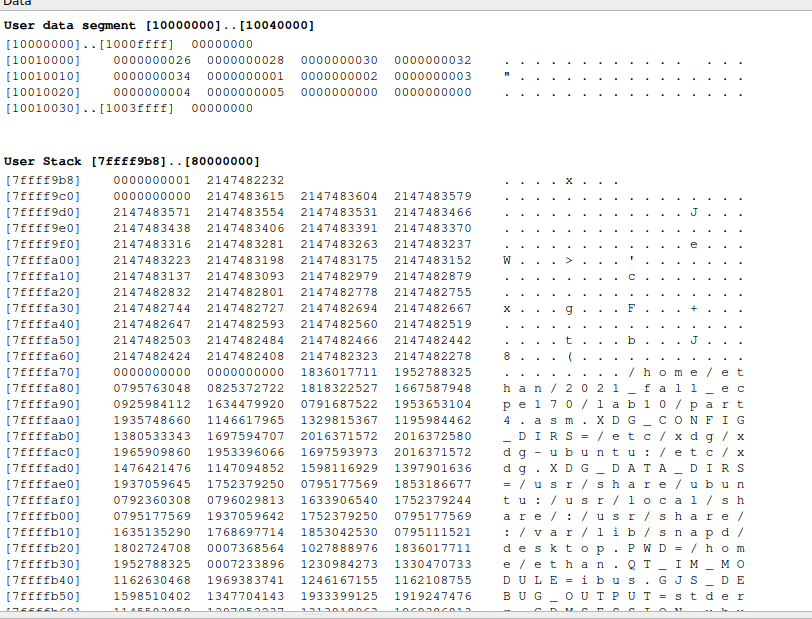 Data
User data segment [10000000]..[10040000]
[10000000]..[1000ffff]  00000000
[10010000]    0000000026  0000000028  0000000030  0000000032    . . . . . . . . . . . .   . . .
[10010010]    0000000034  0000000001  0000000002  0000000003    " . . . . . . . . . . . . . . .
[10010020]    0000000004  0000000005  0000000000  0000000000    . . . . . . . . . . . . . . . .
[10010030]..[1003ffff]  00000000
User Stack [7ffff9b8]..[80000000]
[7ffff9b8]    0000000001  2147482232    . . . . x . . .
[7ffff9c0]    0000000000  2147483615  2147483604  2147483579    . . . . . . . . . . . . . . . .
[7ffff9d0]    2147483571  2147483554  2147483531  2147483466    . . . . . . . . . . . . J . . .
[7ffff9e0]    2147483438  2147483406  2147483391  2147483370    . . . . . . . . . . . . . . . .
[7ffff9f0]    2147483316  2147483281  2147483263  2147483237    . . . . . . . . . . . . e . . .
[7ffffa00]    2147483223  2147483198  2147483175  2147483152    W . . . > . . . ' . . . . . . .
[7ffffa10]    2147483137  2147483093  2147482979  2147482879    . . . . . . . . c . . . . . . .
[7ffffa20]    2147482832  2147482801  2147482778  2147482755    . . . . . . . . . . . . . . . .
[7ffffa30]    2147482744  2147482727  2147482694  2147482667    x . . . g . . . F . . . + . . .
[7ffffa40]    2147482647  2147482593  2147482560  2147482519    . . . . . . . . . . . . . . . .
[7ffffa50]    2147482503  2147482484  2147482466  2147482442    . . . . t . . . b . . . J . . .
[7ffffa60]    2147482424  2147482408  2147482323  2147482278    8 . . . ( . . . . . . . . . . .
[7ffffa70]    0000000000  0000000000  1836017711  1952788325    . . . . . . . . / h o m e / e t
[7ffffa80]    0795763048  0825372722  1818322527  1667587948    h a n / 2 0 2 1 _ f a l l _ e c
[7ffffa90]    0925984112  1634479920  0791687522  1953653104    p e 1 7 0 / l a b 1 0 / p a r t
[7ffffaa0]    1935748660  1146617965  1329815367  1195984462    4 . a s m . X D G _ C O N F I G
[7ffffab0]    1380533343  1697594707  2016371572  2016372580    _ D I R S = / e t c / x d g / x
[7ffffac0]    1965909860  1953396066  1697593973  2016371572    d g - u b u n t u : / e t c / x
[7ffffad0]    1476421476  1147094852  1598116929  1397901636    d g . X D G _ D A T A _ D I R S
[7ffffae0]    1937059645  1752379250  0795177569  1853186677    = / u s r / s h a r e / u b u n
[7ffffaf0]    0792360308  0796029813  1633906540  1752379244    t u : / u s r / l o c a l / s h
[7ffffb00]    0795177569  1937059642  1752379250  0795177569    a r e / : / u s r / s h a r e /
[7ffffb10]    1635135290  1768697714  1853042530  0795111521    : / v a r / l i b / s n a p d /
[7ffffb20]    1802724708  0007368564  1027888976  1836017711    d e s k t o p . P W D = / h o m
[7ffffb30]    1952788325  0007233896  1230984273  1330470733    e / e t h a n . Q T _ I M _ M O
[7ffffb40]    1162630468  1969383741  1246167155  1162108755    D U L E = i b u s . G J S _ D E
[7ffffb50]    1598510402  1347704143  1933399125  1919247476    B U G _ O U T P U T = s t d e r